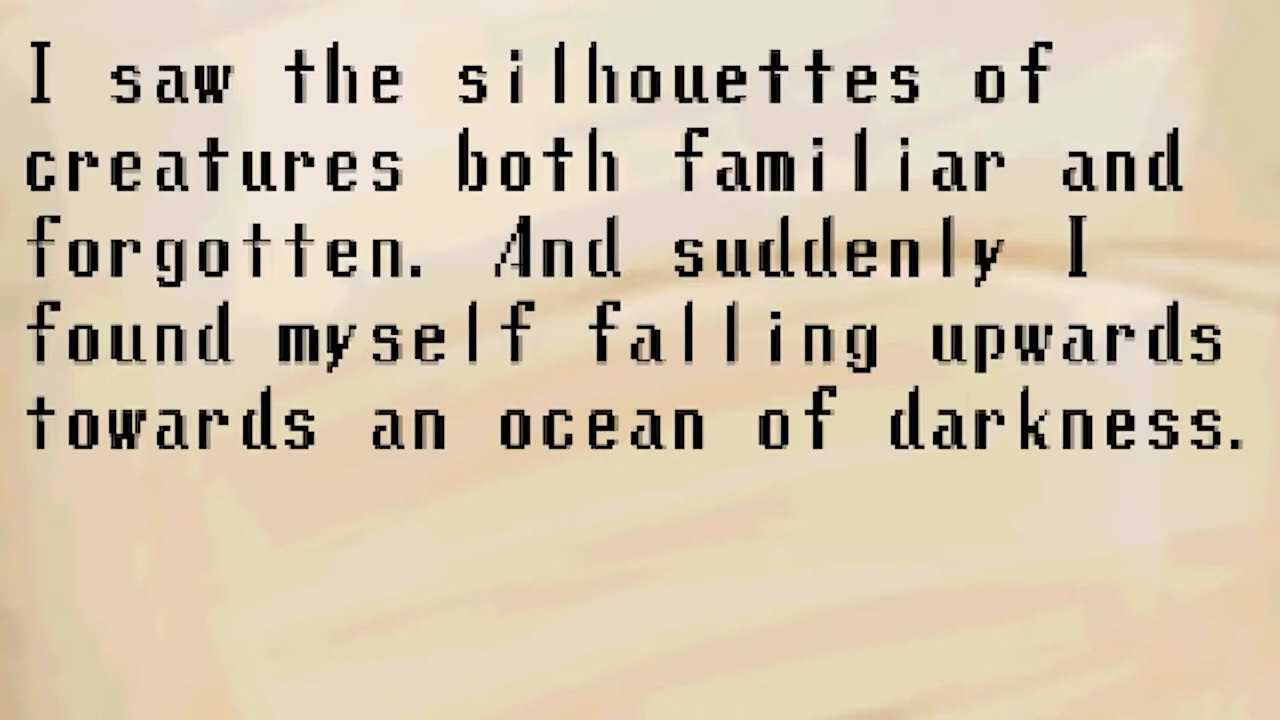 I saw the silhouettes of
creatures both familiar and
forgotten. And suddenly I
found myself falling upwards
towards an ocean of darkness.